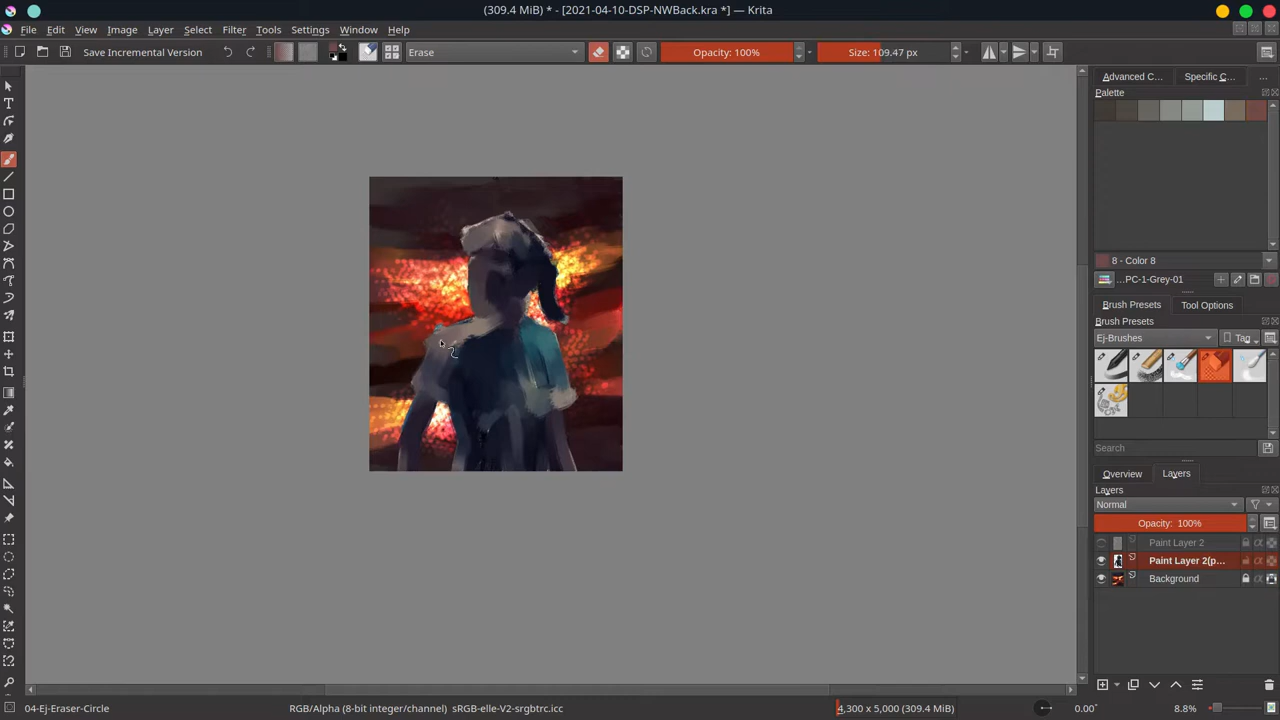 (309.4 MiB) * - [2021-04-10-DSP-NWBack.kra *] — Krita
File Edit View Image Layer Select Filter Tools Settings Window Help
Save Incremental Version Erase Opacity: 100% Size: 109.47 px
Advanced C... Specific C... ...
Palette
8 - Color 8
...PC-1-Grey-01
Brush Presets Tool Options
Brush Presets
Ej-Brushes Tag
Search
Overview Layers
Layers
Normal
Opacity: 100%
Paint Layer 2
Paint Layer 2(p...
Background
04-Ej-Eraser-Circle RGB/Alpha (8-bit integer/channel) sRGB-elle-V2-srgbtrc.icc 4,300 x 5,000 (309.4 MiB) 0.00° 8.8%